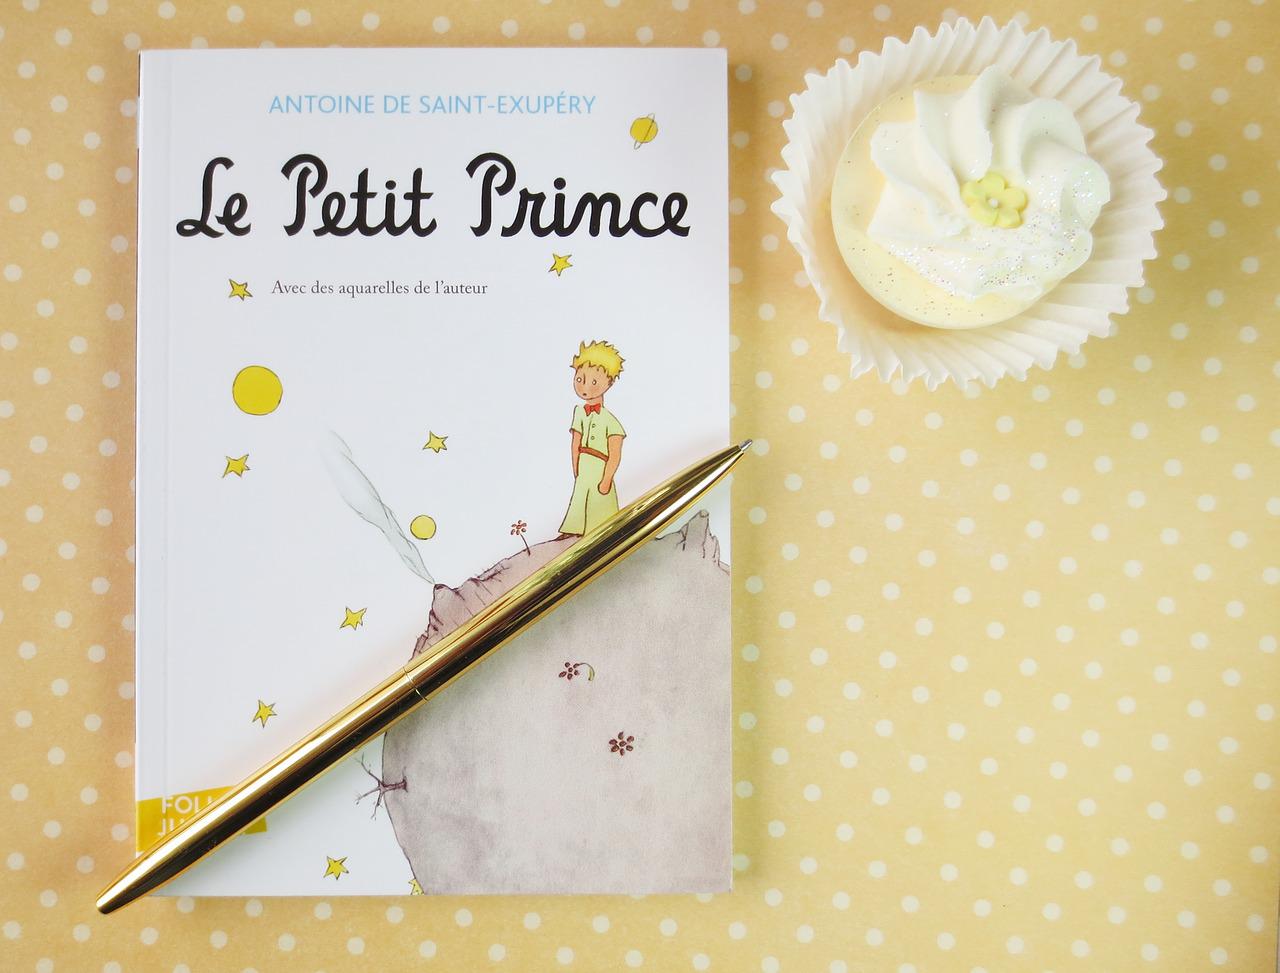 ANTOINE DE SAINT-EXUPÉRY
Le Petit Prince
Avec des aquarelles de l'auteur